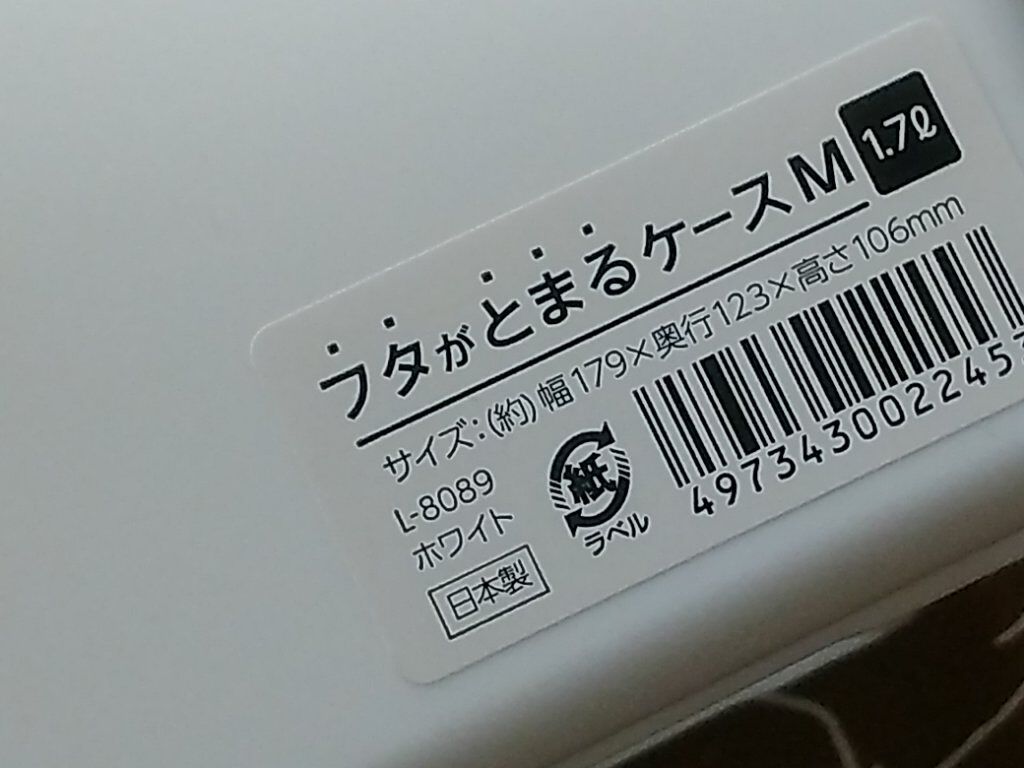 フタがとまるケースM 1.7ℓ
サイズ:(約)幅179×奥行123×高さ106mm
L-8089
ホワイト
日本製
紙
ラベル
497343002245